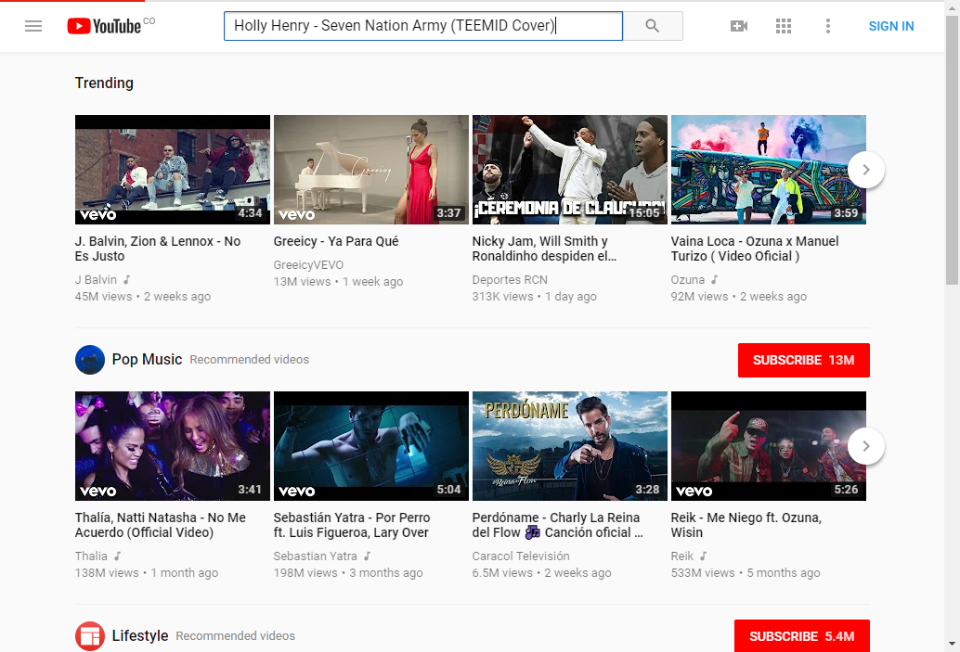 YouTube CO
Holly Henry - Seven Nation Army (TEEMID Cover)
SIGN IN
Trending
vevo 4:34
vevo 3:37
¡CEREMONIA DE CLAUSURA! 15:05
3:59
J. Balvin, Zion & Lennox - No
Es Justo
J Balvin
45M views • 2 weeks ago
Greeicy - Ya Para Qué
GreeicyVEVO
13M views • 1 week ago
Nicky Jam, Will Smith y
Ronaldinho despiden el...
Deportes RCN
313K views • 1 day ago
Vaina Loca - Ozuna x Manuel
Turizo ( Video Oficial )
Ozuna
92M views • 2 weeks ago
Pop Music Recommended videos
SUBSCRIBE 13M
vevo 3:41
vevo 5:04
PERDÓNAME
3:28
vevo 5:26
Thalía, Natti Natasha - No Me
Acuerdo (Official Video)
Thalia
138M views • 1 month ago
Sebastián Yatra - Por Perro
ft. Luis Figueroa, Lary Over
Sebastian Yatra
198M views • 3 months ago
Perdóname - Charly La Reina
del Flow 🎶 Canción oficial ...
Caracol Televisión
6.5M views • 2 weeks ago
Reik - Me Niego ft. Ozuna,
Wisin
Reik
533M views • 5 months ago
Lifestyle Recommended videos
SUBSCRIBE 5.4M